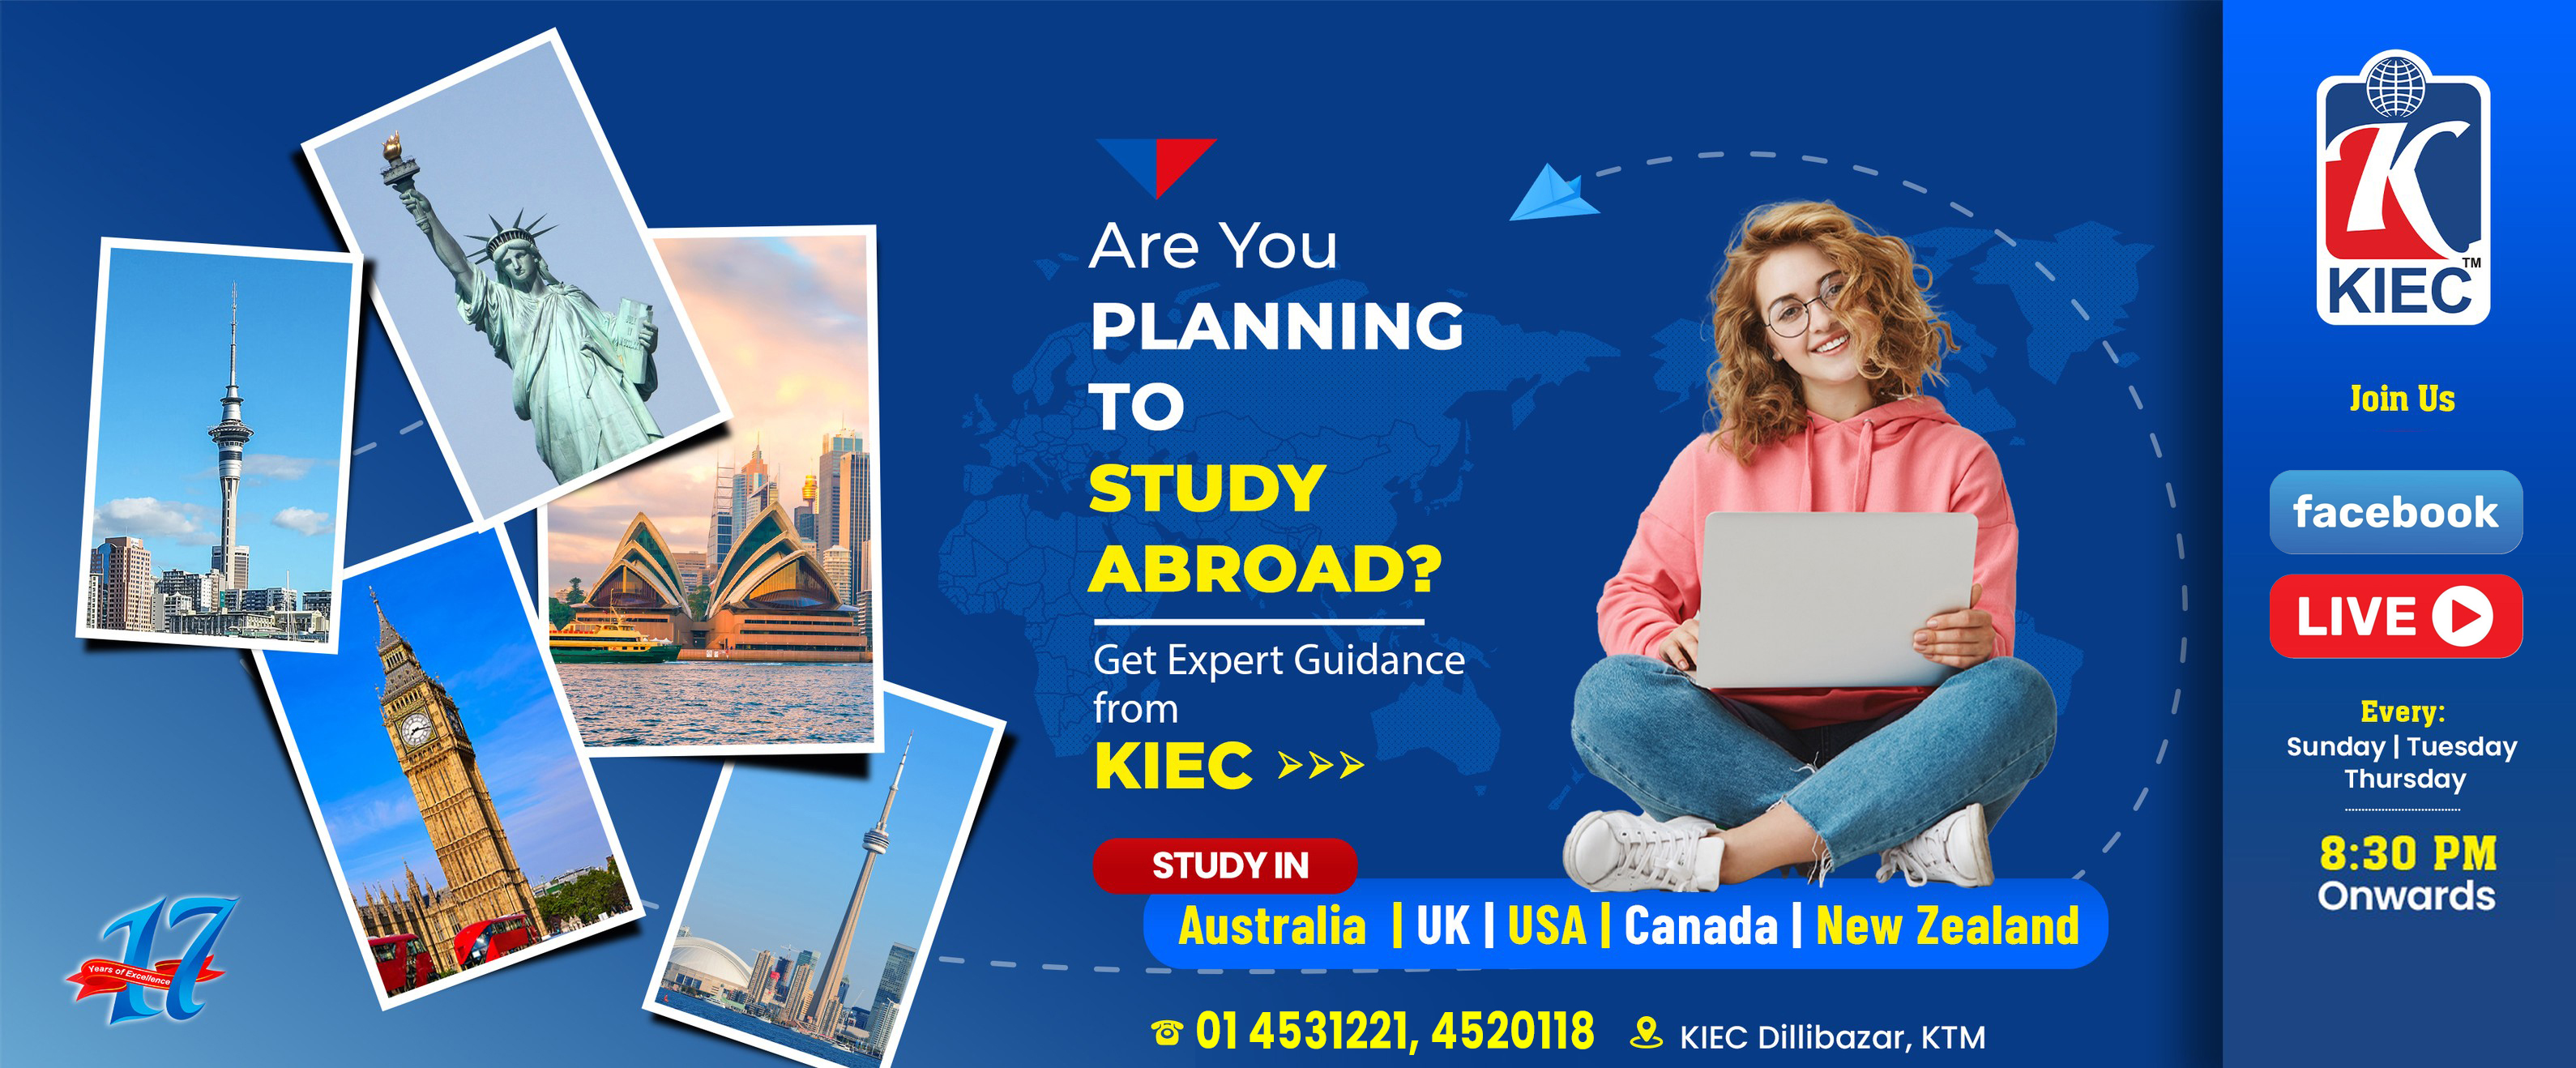 Are You
PLANNING
TO
STUDY
ABROAD?
Get Expert Guidance
from
KIEC
STUDY IN
Australia | UK | USA | Canada | New Zealand
01 4531221, 4520118
KIEC Dillibazar, KTM
17
Years of Excellence
K
KIEC™
Join Us
facebook
LIVE
Every:
Sunday | Tuesday
Thursday
8:30 PM
Onwards